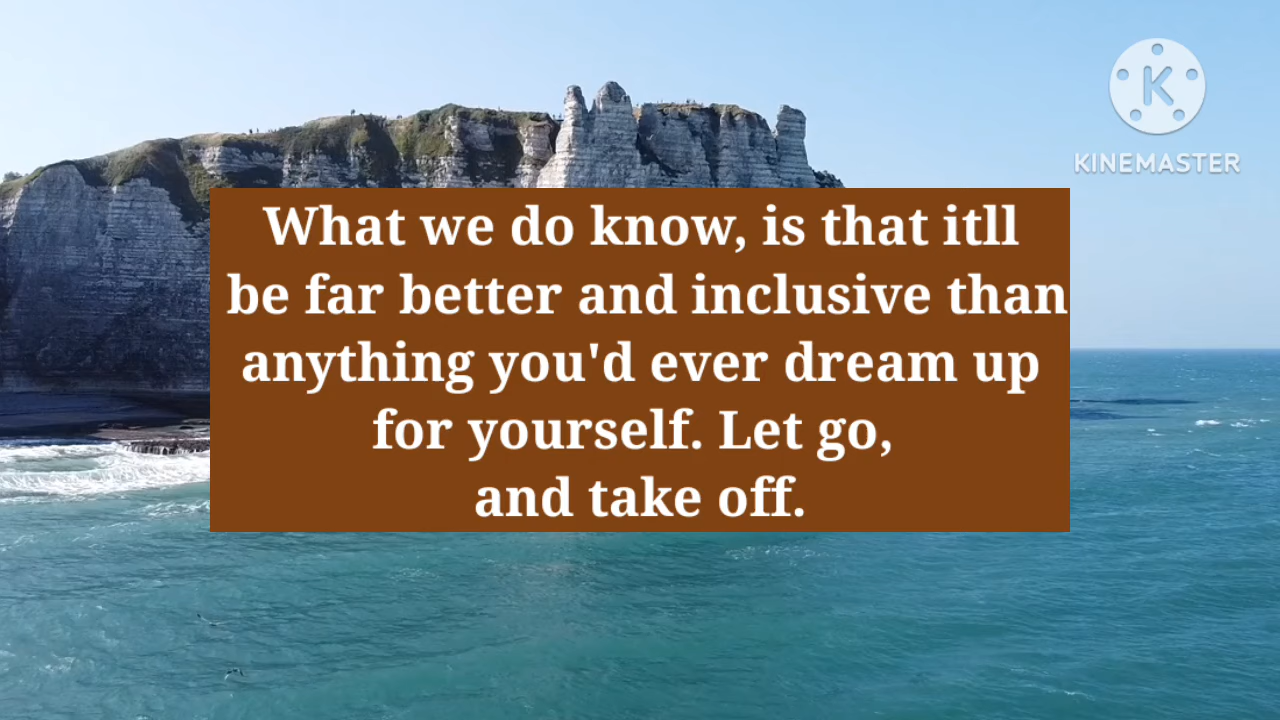 KINEMASTER
What we do know, is that itll
be far better and inclusive than
anything you'd ever dream up
for yourself. Let go,
and take off.